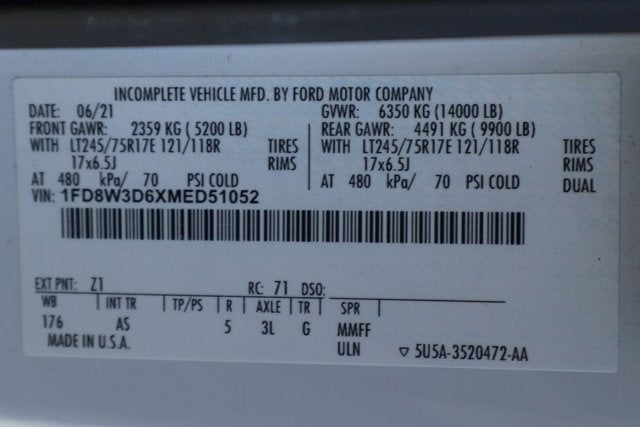 INCOMPLETE VEHICLE MFD. BY FORD MOTOR COMPANY
DATE: 06/21 GVWR: 6350 KG (14000 LB)
FRONT GAWR: 2359 KG ( 5200 LB) REAR GAWR: 4491 KG ( 9900 LB)
WITH LT245/75R17E 121/118R TIRES WITH LT245/75R17E 121/118R TIRES
17x6.5J RIMS 17x6.5J RIMS
AT 480 kPa/ 70 PSI COLD AT 480 kPa/ 70 PSI COLD DUAL
VIN: 1FD8W3D6XMED51052
EXT PNT: Z1 RC: 71 DSO:
WB INT TR TP/PS R AXLE TR SPR
176 AS 5 3L G MMFF
MADE IN U.S.A. ULN ▽ 5U5A-3520472-AA